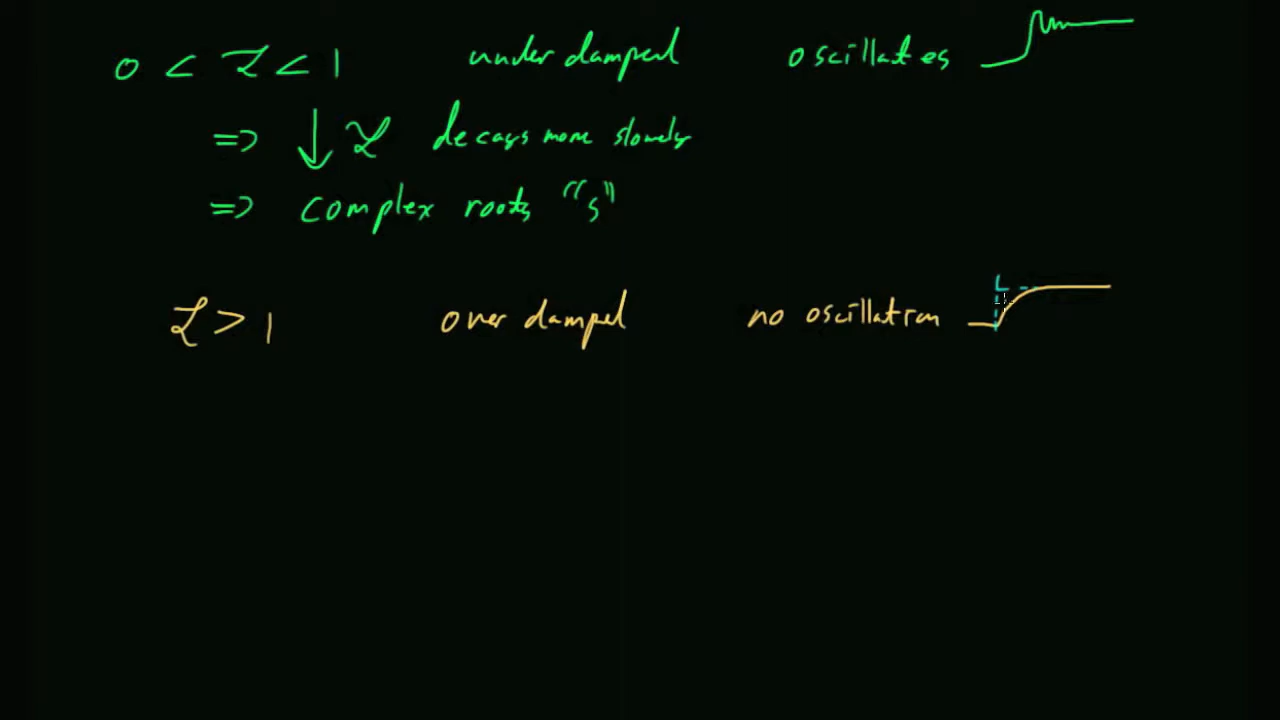 0 < ζ < 1 under damped oscillates
=> ↓ ζ decays more slowly
=> complex roots "s"
ζ > 1 over damped no oscillation